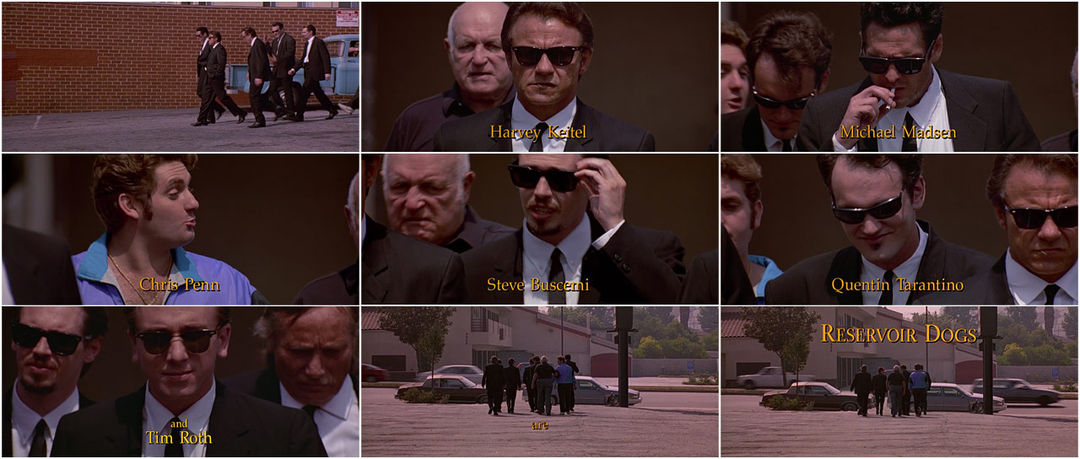 Harvey Keitel
Michael Madsen
Chris Penn
Steve Buscemi
Quentin Tarantino
and
Tim Roth
are
RESERVOIR DOGS